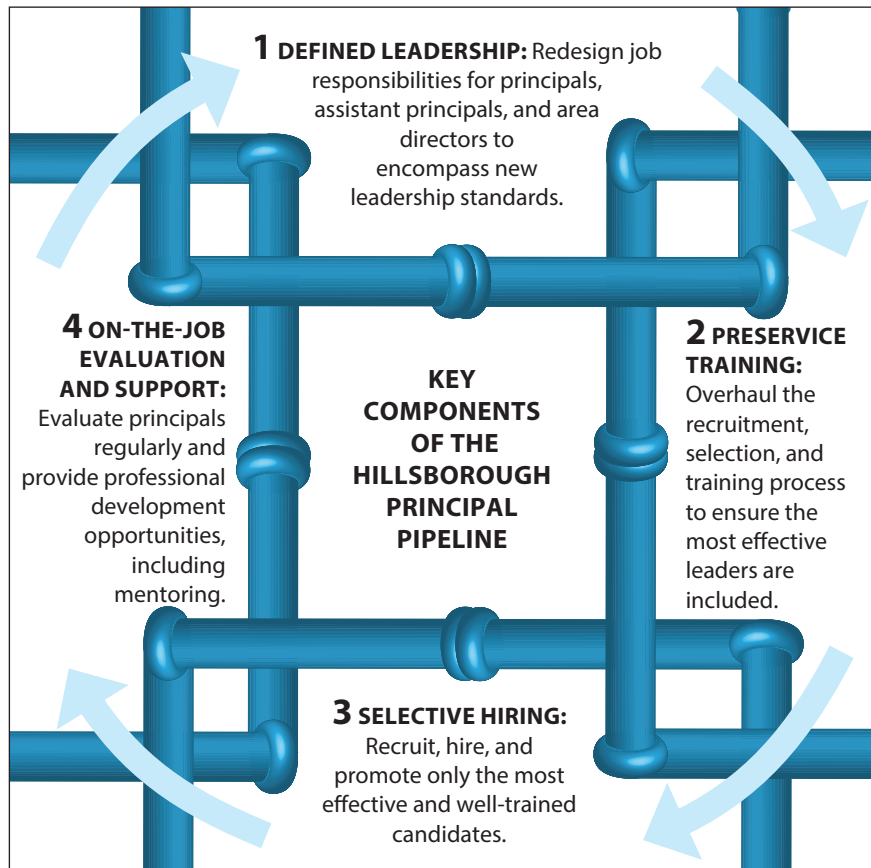 1 DEFINED LEADERSHIP: Redesign job
responsibilities for principals,
assistant principals, and area
directors to
encompass new
leadership standards.
2 PRESERVICE
TRAINING:
Overhaul the
recruitment,
selection, and
training process
to ensure the
most effective
leaders are
included.
3 SELECTIVE HIRING:
Recruit, hire, and
promote only the most
effective and well-trained
candidates.
4 ON-THE-JOB
EVALUATION
AND SUPPORT:
Evaluate principals
regularly and
provide professional
development
opportunities,
including
mentoring.
KEY
COMPONENTS
OF THE
HILLSBOROUGH
PRINCIPAL
PIPELINE